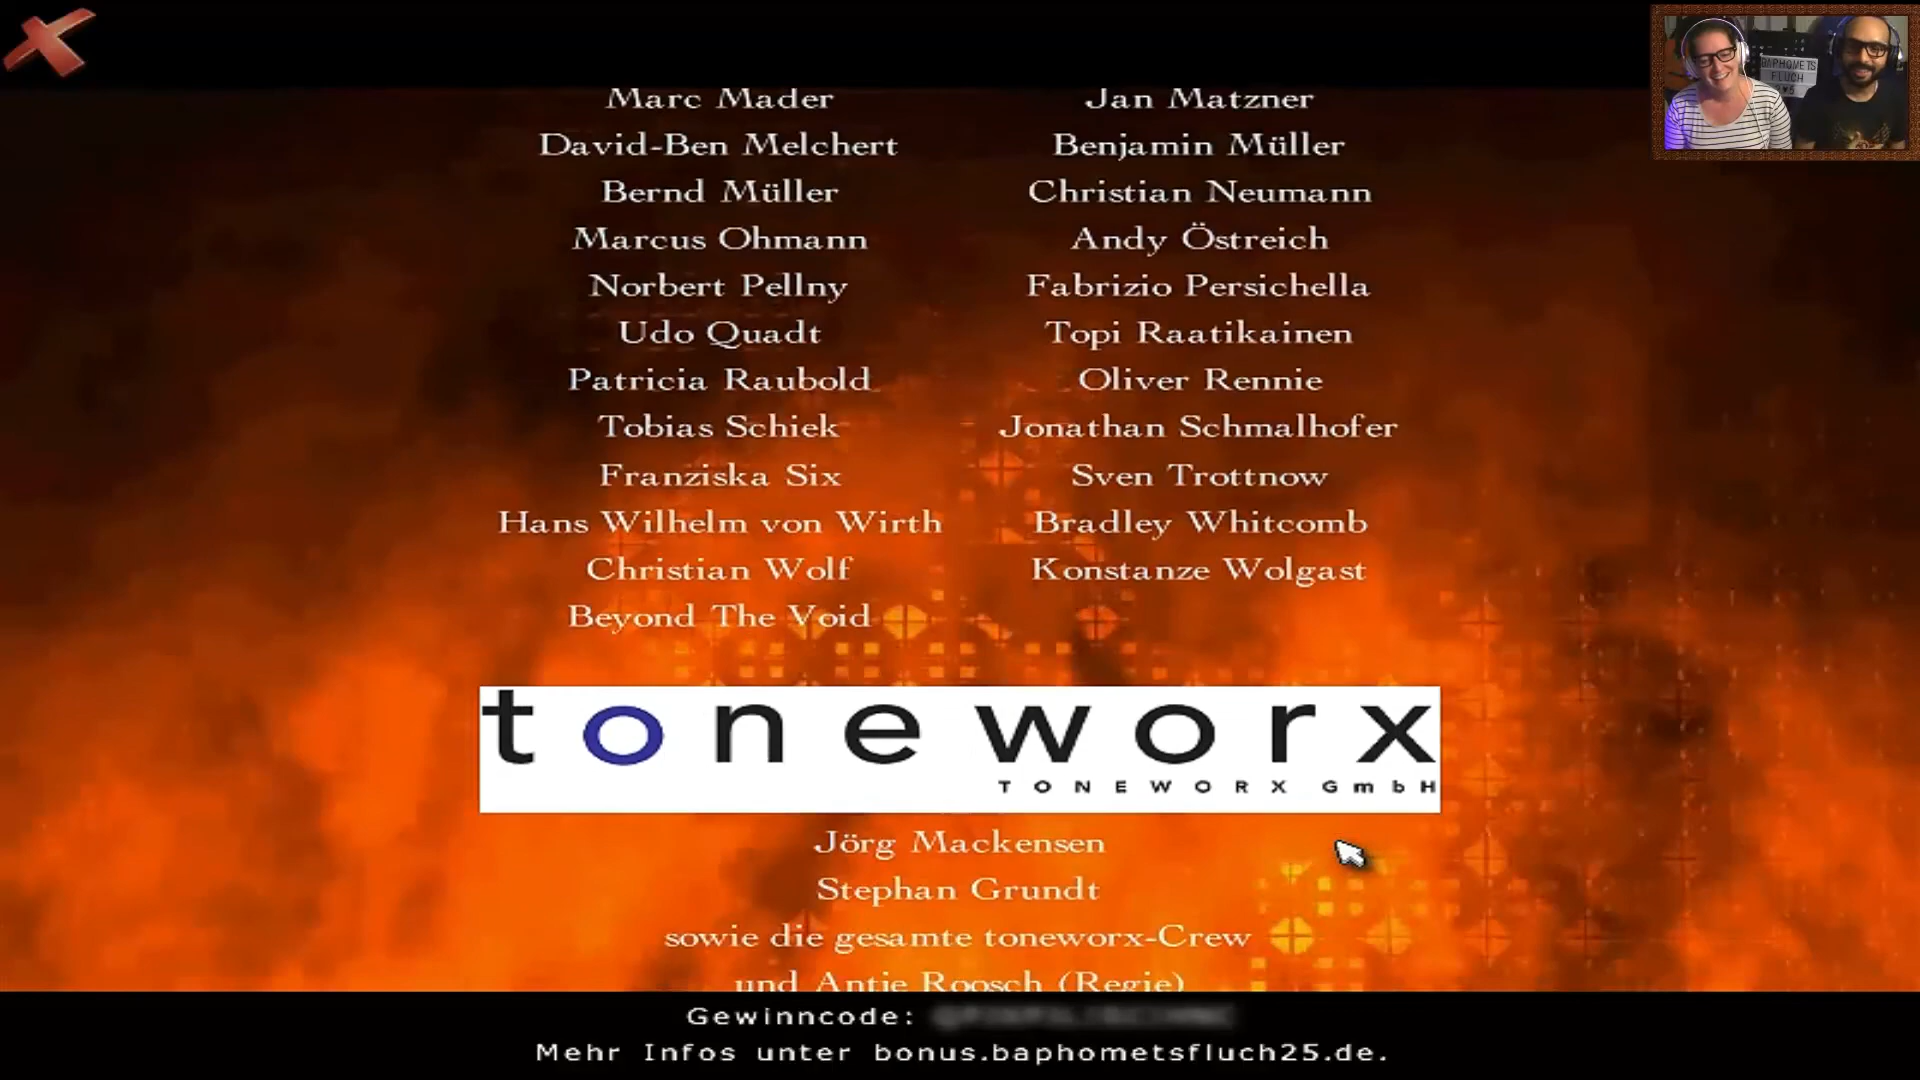 BAPHOMETS
FLUCH
Marc Mader
Jan Matzner
David-Ben Melchert
Benjamin Müller
Bernd Müller
Christian Neumann
Marcus Ohmann
Andy Östreich
Norbert Pellny
Fabrizio Persichella
Udo Quadt
Topi Raatikainen
Patricia Raubold
Oliver Rennie
Tobias Schiek
Jonathan Schmalhofer
Franziska Six
Sven Trottnow
Hans Wilhelm von Wirth
Bradley Whitcomb
Christian Wolf
Konstanze Wolgast
Beyond The Void
toneworx
TONEWORX GmbH
Jörg Mackensen
Stephan Grundt
sowie die gesamte toneworx-Crew
und Antje Roosch (Regie)
Gewinncode:
Mehr Infos unter bonus.baphometsfluch25.de.